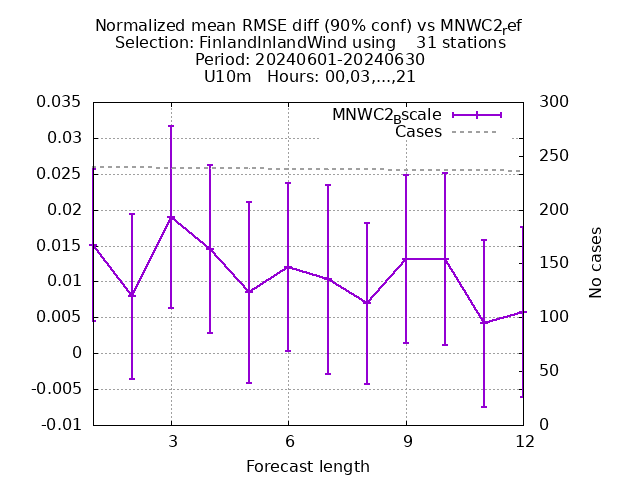 Normalized mean RMSE diff (90% conf) vs MNWC2_ref
Selection: FinlandInlandWind using    31 stations
Period: 20240601-20240630
U10m   Hours: 00,03,...,21
MNWC2_Bscale
Cases
0.035
0.03
0.025
0.02
0.015
0.01
0.005
0
-0.005
-0.01
300
250
200
150
100
50
0
No cases
3
6
9
12
Forecast length